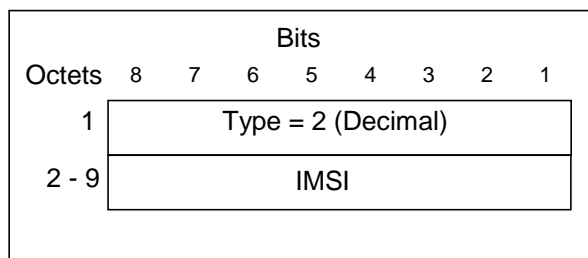 Bits
Octets 8 7 6 5 4 3 2 1
1 Type = 2 (Decimal)
2 - 9 IMSI